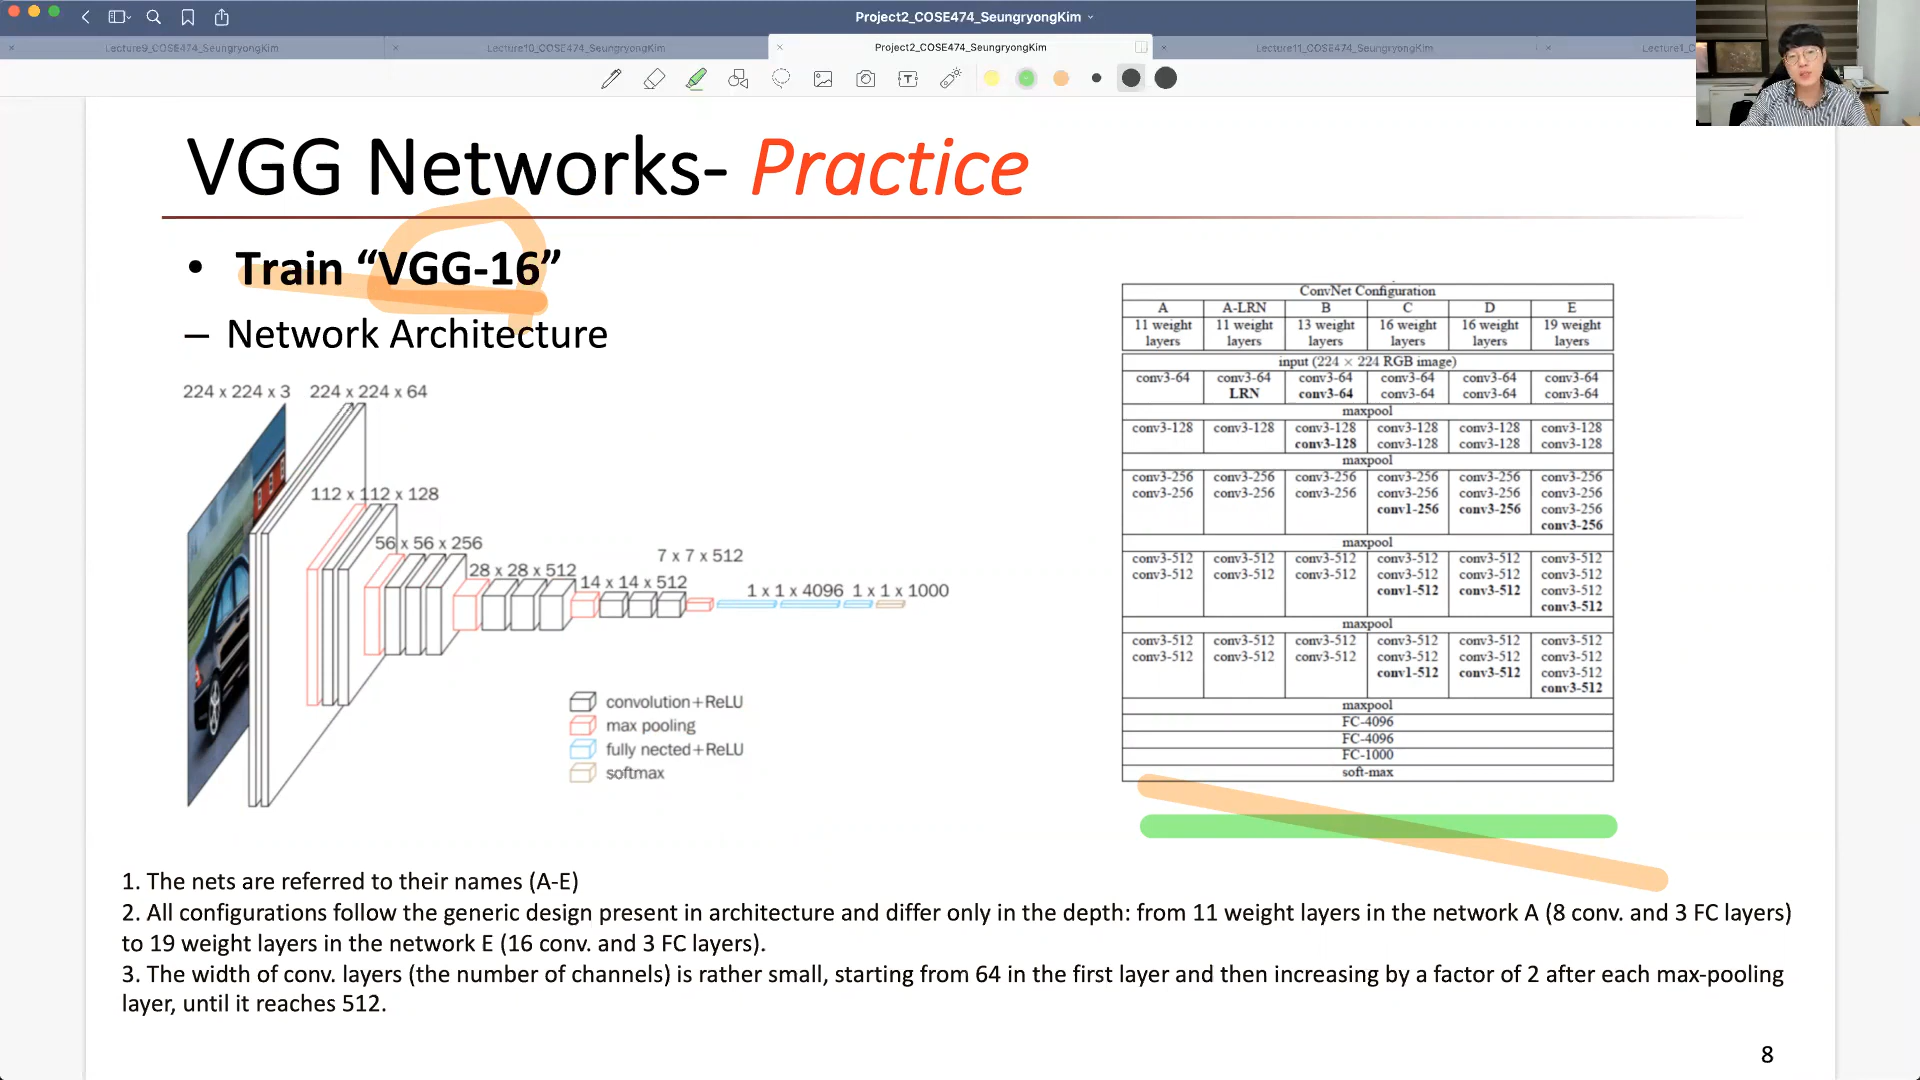 Project2_COSE474_SeungryongKim
Lecture9_COSE474_SeungryongKim
Lecture10_COSE474_SeungryongKim
Project2_COSE474_SeungryongKim
Lecture11_COSE474_SeungryongKim
Lecture1_C
VGG Networks- Practice
• Train “VGG-16”
– Network Architecture
224 x 224 x 3 224 x 224 x 64
112 x 112 x 128
56 x 56 x 256
28 x 28 x 512
14 x 14 x 512
7 x 7 x 512
1 x 1 x 4096 1 x 1 x 1000
convolution+ReLU
max pooling
fully nected+ReLU
softmax
ConvNet Configuration
A A-LRN B C D E
11 weight layers 11 weight layers 13 weight layers 16 weight layers 16 weight layers 19 weight layers
input (224 × 224 RGB image)
conv3-64 conv3-64 conv3-64 conv3-64 conv3-64 conv3-64
LRN conv3-64 conv3-64 conv3-64 conv3-64
maxpool
conv3-128 conv3-128 conv3-128 conv3-128 conv3-128 conv3-128
conv3-128 conv3-128 conv3-128 conv3-128
maxpool
conv3-256 conv3-256 conv3-256 conv3-256 conv3-256 conv3-256
conv3-256 conv3-256 conv3-256 conv3-256 conv3-256 conv3-256
conv1-256 conv3-256 conv3-256
conv3-256
maxpool
conv3-512 conv3-512 conv3-512 conv3-512 conv3-512 conv3-512
conv3-512 conv3-512 conv3-512 conv3-512 conv3-512 conv3-512
conv1-512 conv3-512 conv3-512
conv3-512
maxpool
conv3-512 conv3-512 conv3-512 conv3-512 conv3-512 conv3-512
conv3-512 conv3-512 conv3-512 conv3-512 conv3-512 conv3-512
conv1-512 conv3-512 conv3-512
conv3-512
maxpool
FC-4096
FC-4096
FC-1000
soft-max
1. The nets are referred to their names (A-E)
2. All configurations follow the generic design present in architecture and differ only in the depth: from 11 weight layers in the network A (8 conv. and 3 FC layers)
to 19 weight layers in the network E (16 conv. and 3 FC layers).
3. The width of conv. layers (the number of channels) is rather small, starting from 64 in the first layer and then increasing by a factor of 2 after each max-pooling
layer, until it reaches 512.
8